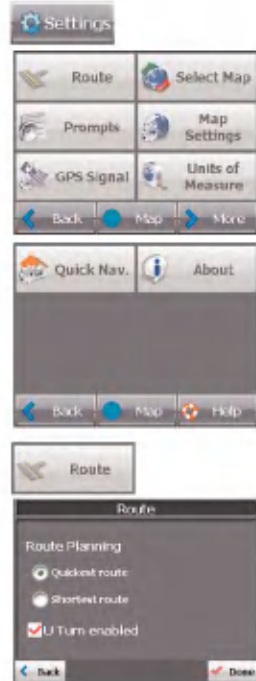 Settings
Route
Select Map
Prompts
Map
Settings
GPS Signal
Units of
Measure
Back
Map
More
Quick Nav.
About
Back
Map
Help
Route
Route
Route Planning
Quickest route
Shortest route
U Turn enabled
Back
Done